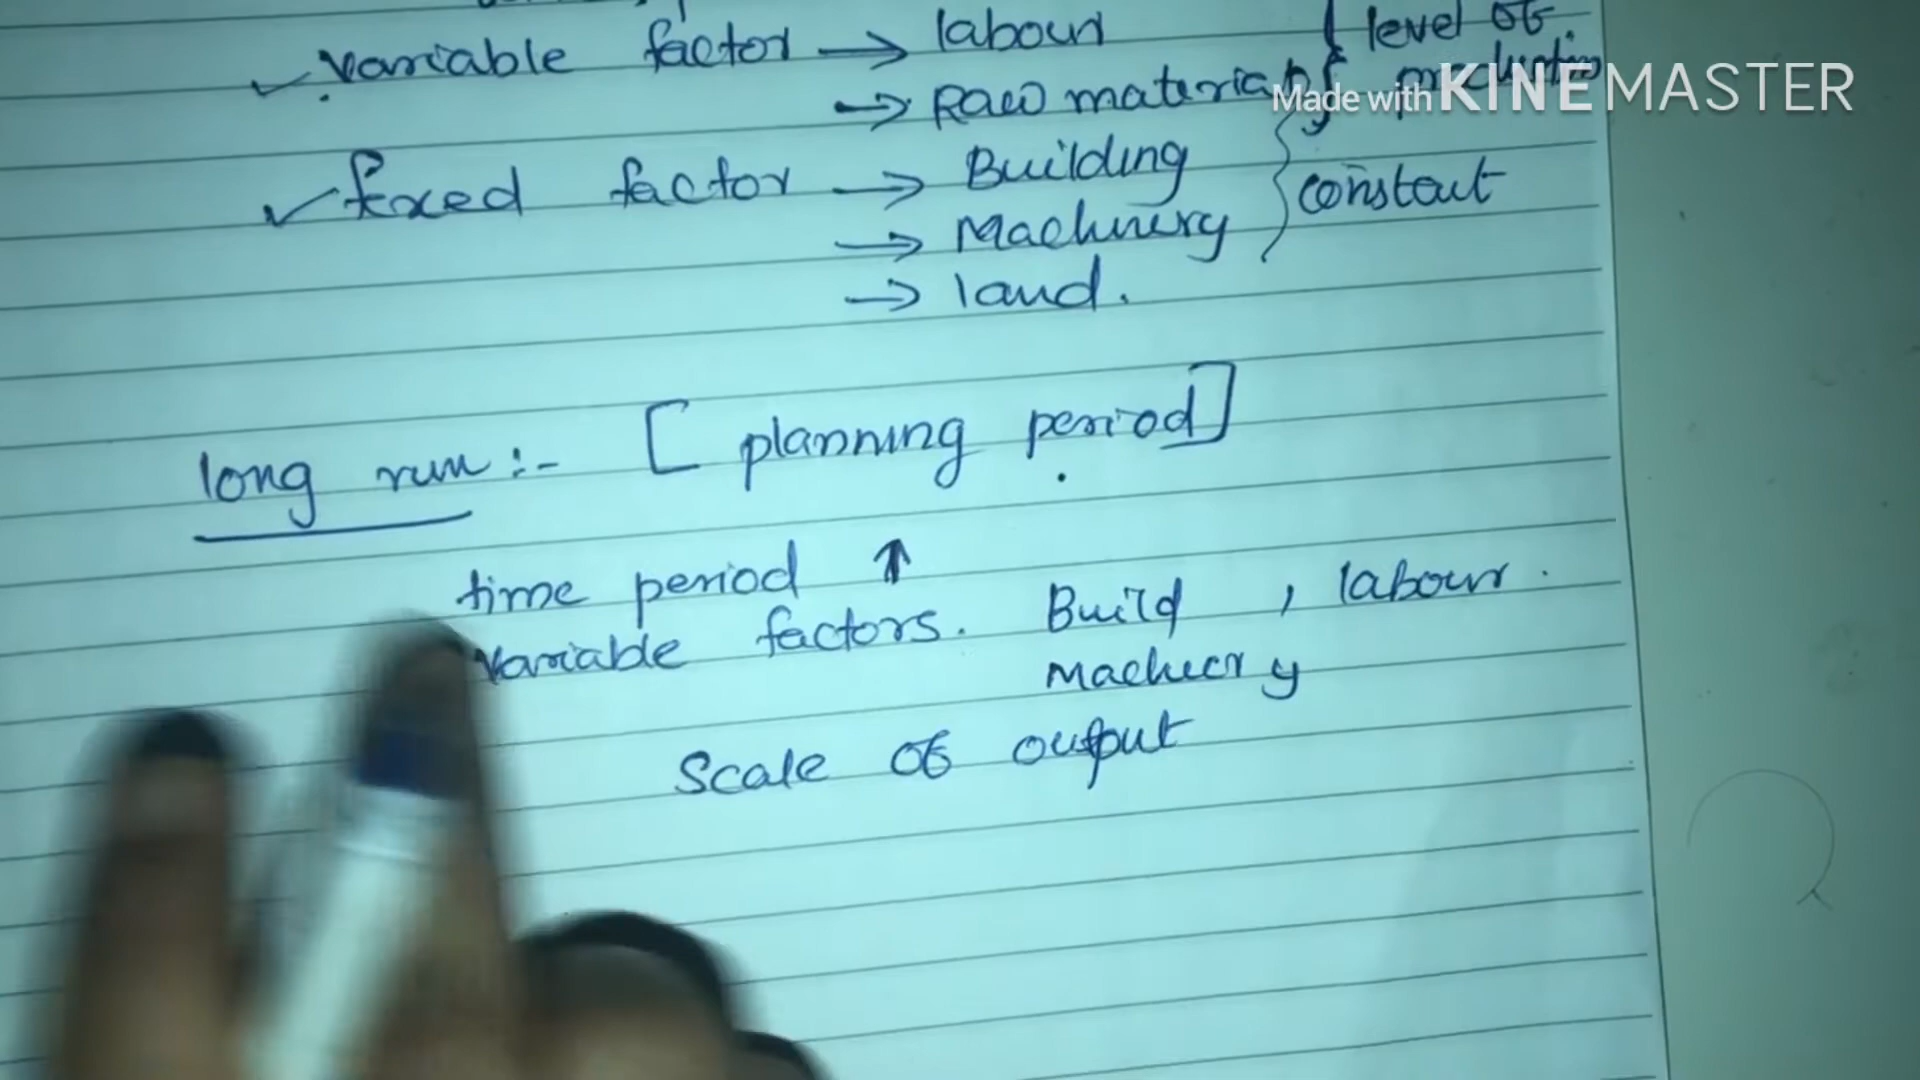 variable factor → labour } level of
→ Raw material production
Made with KINEMASTER
✓ fixed factor → Building } constant
→ Machinery
→ land.
long run :- [planning period]
time period ↑
variable factors. Build , labour.
Machiery
Scale of output